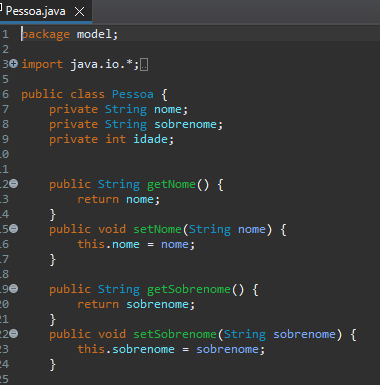 Pessoa.java
1 package model;
2
3 import java.io.*;
5
6 public class Pessoa {
7 private String nome;
8 private String sobrenome;
9 private int idade;
10
11
12 public String getNome() {
13 return nome;
14 }
15 public void setNome(String nome) {
16 this.nome = nome;
17 }
18
19 public String getSobrenome() {
20 return sobrenome;
21 }
22 public void setSobrenome(String sobrenome) {
23 this.sobrenome = sobrenome;
24 }
25